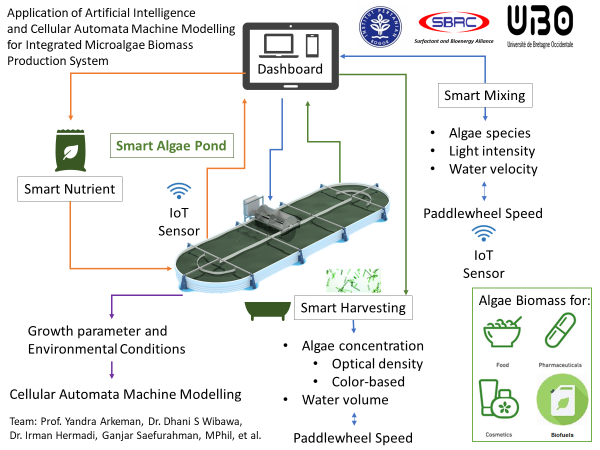 Application of Artificial Intelligence
and Cellular Automata Machine Modelling
for Integrated Microalgae Biomass
Production System
INSTITUT PERTANIAN
BOGOR
SBRC
Surfactant and Bioenergy Alliance
UBO
Université de Bretagne Occidentale
Dashboard
Smart Mixing
• Algae species
• Light intensity
• Water velocity
Paddlewheel Speed
IoT
Sensor
Smart Algae Pond
Smart Nutrient
IoT
Sensor
Smart Harvesting
• Algae concentration
• Optical density
• Color-based
• Water volume
Paddlewheel Speed
Growth parameter and
Environmental Conditions
Cellular Automata Machine Modelling
Team: Prof. Yandra Arkeman, Dr. Dhani S Wibawa,
Dr. Irman Hermadi, Ganjar Saefurahman, MPhil, et al.
Algae Biomass for:
Food
Pharmaceuticals
Cosmetics
Biofuels